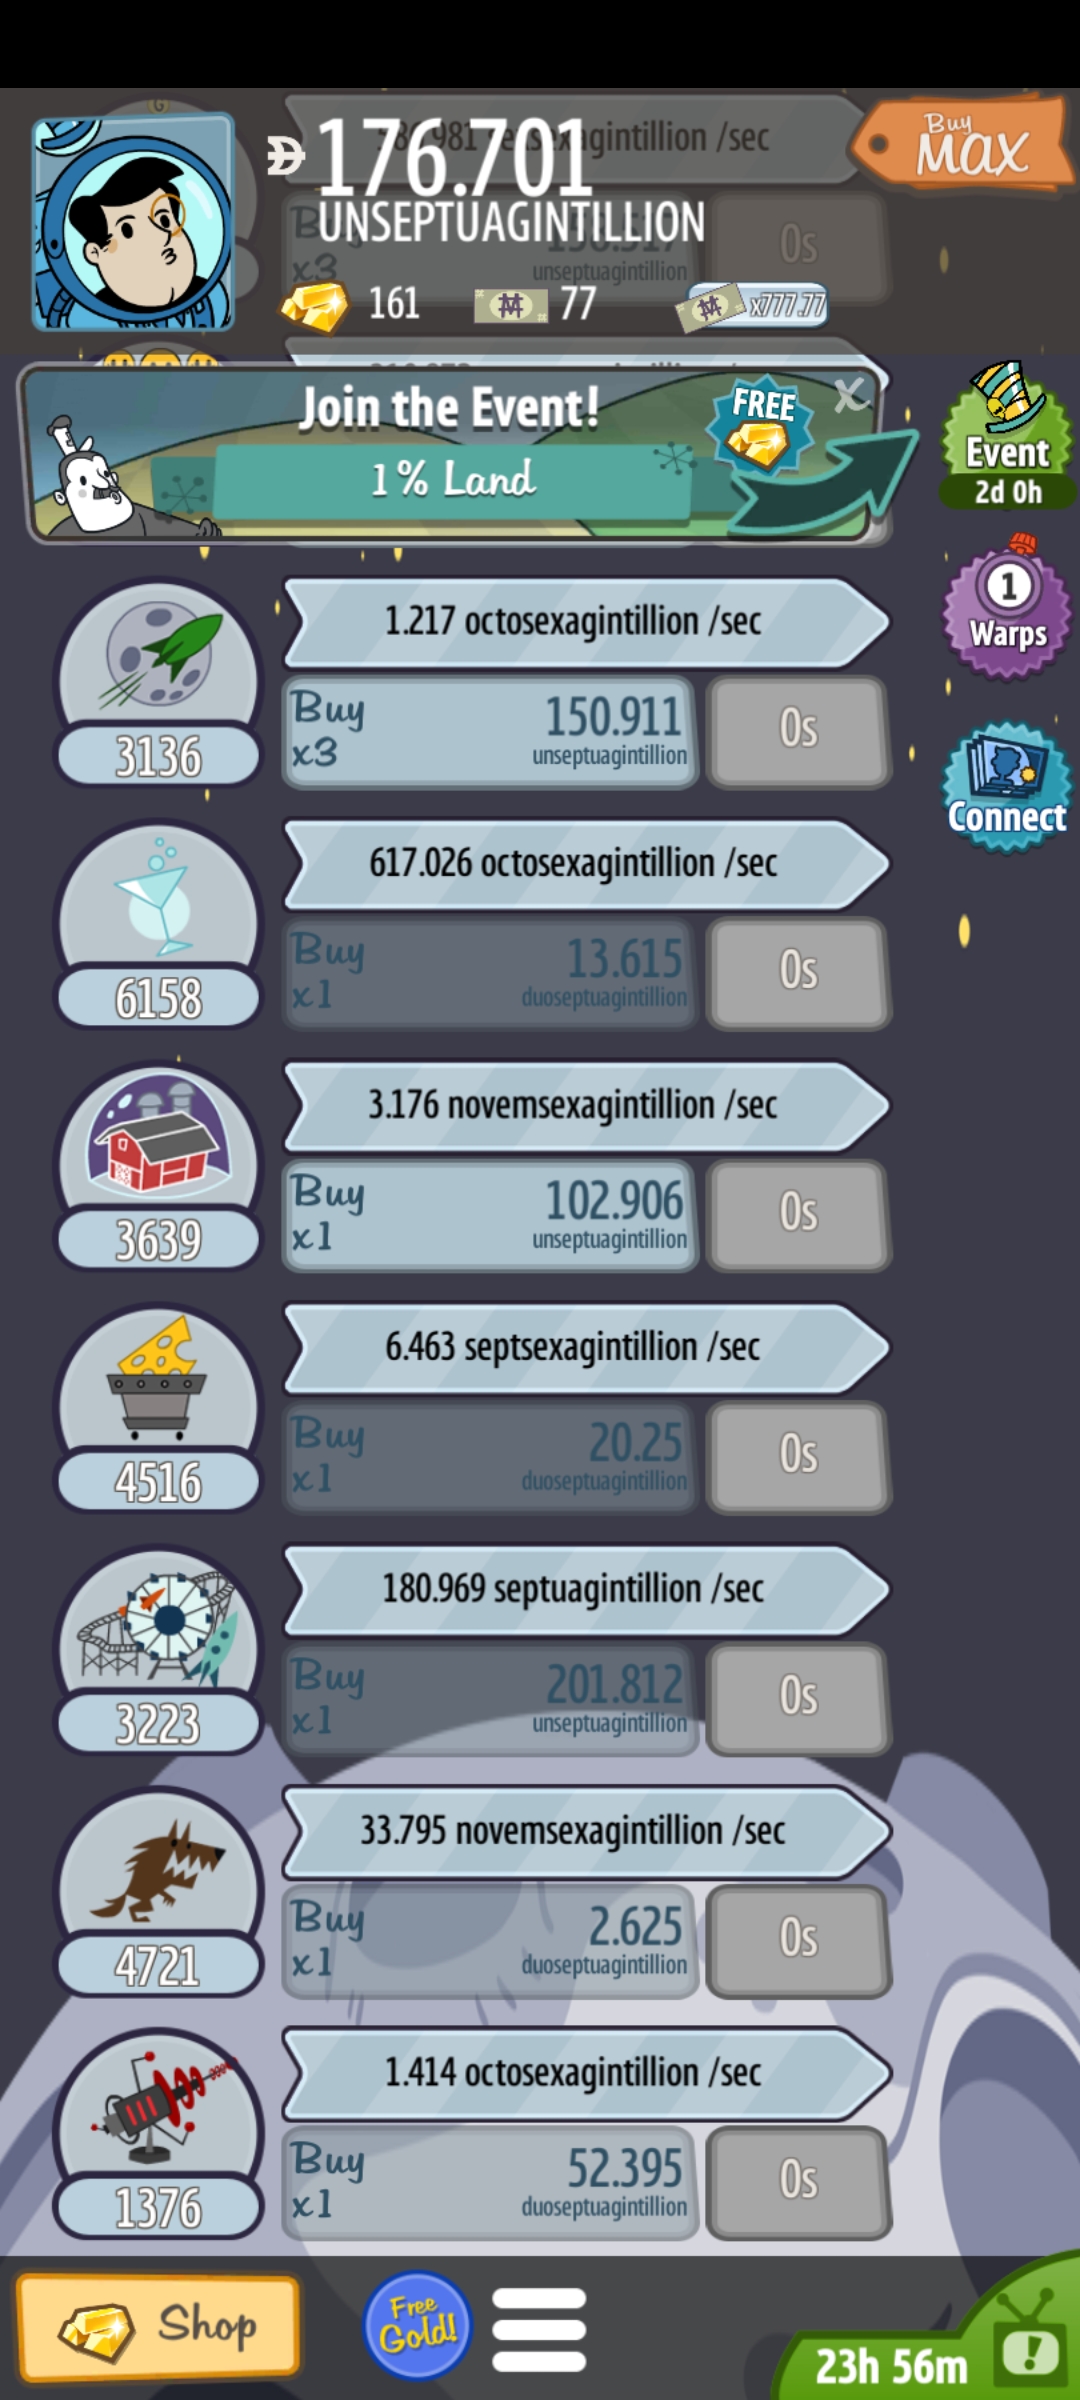 176.701
UNSEPTUAGINTILLION
Buy
MAX
Buy
x3
unseptuagintillion
0s
161
77
x777.77
Join the Event!
1% Land
FREE
X
Event
2d 0h
1
Warps
Connect
1.217 octosexagintillion /sec
Buy
x3
150.911
unseptuagintillion
0s
3136
617.026 octosexagintillion /sec
Buy
x1
13.615
duoseptuagintillion
0s
6158
3.176 novemsexagintillion /sec
Buy
x1
102.906
unseptuagintillion
0s
3639
6.463 septsexagintillion /sec
Buy
x1
20.25
duoseptuagintillion
0s
4516
180.969 septuagintillion /sec
Buy
x1
201.812
unseptuagintillion
0s
3223
33.795 novemsexagintillion /sec
Buy
x1
2.625
duoseptuagintillion
0s
4721
1.414 octosexagintillion /sec
Buy
x1
52.395
duoseptuagintillion
0s
1376
Shop
Free
Gold!
23h 56m